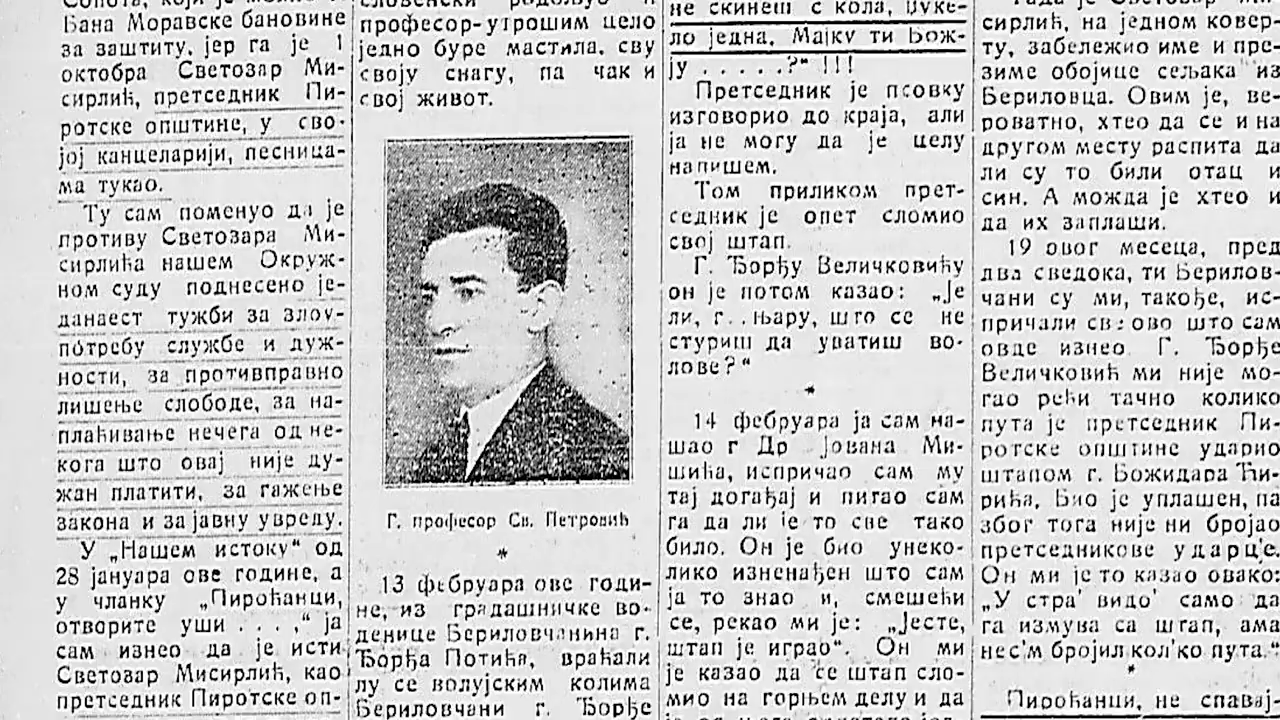 Бана Моравске бановине
за заштиту, јер га је 1
октобра Светозар Ми-
сирлић, претседник Пи-
ротске општине, у сво-
јој канцеларији, песница-
ма тукао.
Ту сам поменуо да је
противу Светозара Ми-
сирлића нашем Окруж-
ном суду поднесено је-
данаест тужби за злоу-
потребу службе и дуж-
ности, за противправно
лишење слободе, за на-
плаћивање нечега од не-
кога што овај није ду-
жан платити, за гажење
закона и за јавну увреду.
У „Нашем истоку“ од
28 јануара ове године, а
у чланку „Пироћанци,
отворите уши . . . ,“ ја
сам изнео да је исти
Световар Мисирлић, као
претседник Пиротске оп-
професор-утрошим цело
једно буре мастила, сву
своју снагу, па чак и
свој живот.
Г. професор Св. Петровић
*
13 фебруара ове годи-
не, из градашничке во-
денице Бериловчанина г.
Ђорђа Потића, враћали
лу се волујским колима
Бериловчани г. Ђорђе
не скинеш с кола, цуке-
ло једна, Мајку ти Бож-
ју . . . . .?“ !!!
Претседник је псовку
изговорио до краја, али
ја не могу да је целу
напишем.
Том приликом прет-
седник је опет сломио
свој штап.
Г. Ђорђу Величковићу
он је потом казао: „Је
ли, г. . њару, што се не
стуриш да уватиш во-
лове?“
*
14 фебруара ја сам на-
шао г Др Јована Ми-
шића, испричао сам му
тај догађај и питао сам
га да ли је то све тако
било. Он је био унеко-
лико изненађен што сам
ја то знао и, смешећи
се, рекао ми је: „Јесте,
штап је играо“. Он ми
је казао да се штап сло-
мио на горњем делу и да
сирлић, на једном ковер-
ту, забележио име и пре-
зиме обојице сељака из
Бериловца. Овим је, ве-
роватно, хтео да се и на
другом месту распита да
ли су то били отац и
син. А можда је хтео и
да их заплаши.
19 овог месеца, пред
два сведока, ти Берилов-
чани су ми, такође, ис-
причали све ово што сам
овде изнео Г. Ђорђе
Величковић ми није мо-
гао рећи тачно колико
пута је претседник Пи-
ротске општине ударио
штапом г. Божидара Ћи-
рића. Био је уплашен, па
због тога није ни бројао
претседникове ударце.
Он ми је то казао овако:
„У стра' видо' само да
га измува са штап, ама
нес'м бројил кол'ко пута.“
*
Пироћанци, не спавај-